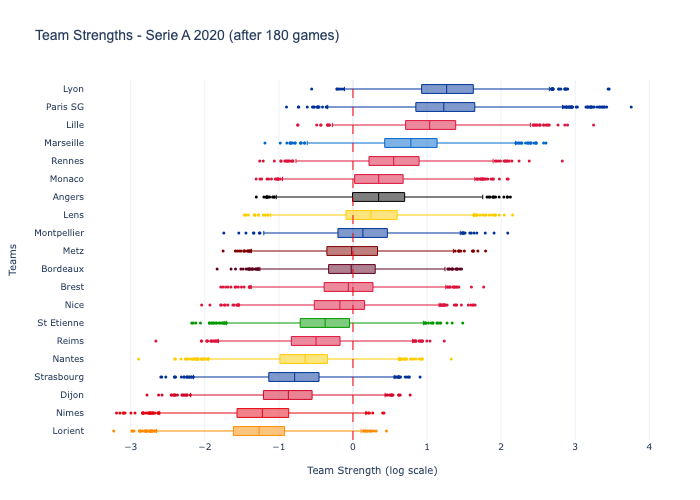 Team Strengths - Serie A 2020 (after 180 games)
Lyon
Paris SG
Lille
Marseille
Rennes
Monaco
Angers
Lens
Montpellier
Metz
Bordeaux
Brest
Nice
St Etienne
Reims
Nantes
Strasbourg
Dijon
Nimes
Lorient
Teams
−3 −2 −1 0 1 2 3 4
Team Strength (log scale)